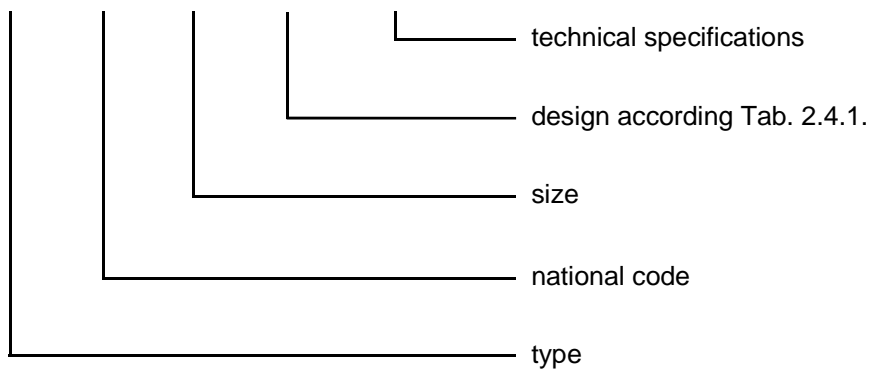 technical specifications
design according Tab. 2.4.1.
size
national code
type